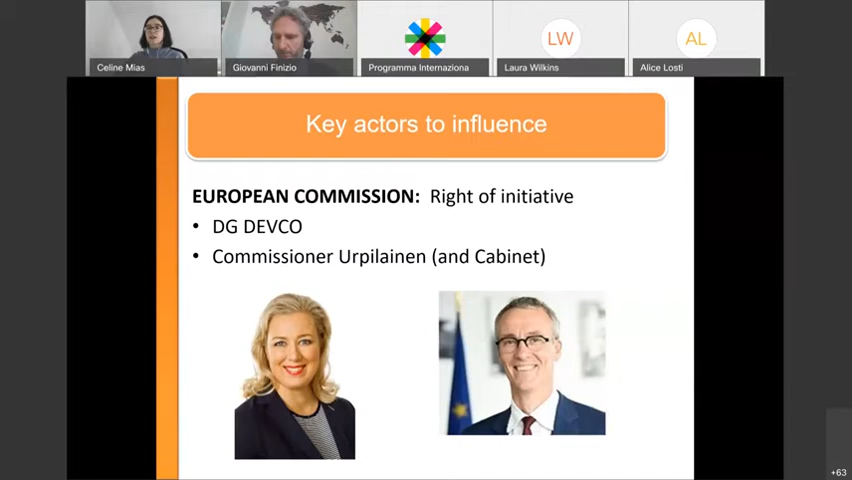 LW
AL
Celine Mias
Giovanni Finizio
Programma Internaziona
Laura Wilkins
Alice Losti
Key actors to influence
EUROPEAN COMMISSION: Right of initiative
• DG DEVCO
• Commissioner Urpilainen (and Cabinet)
+63